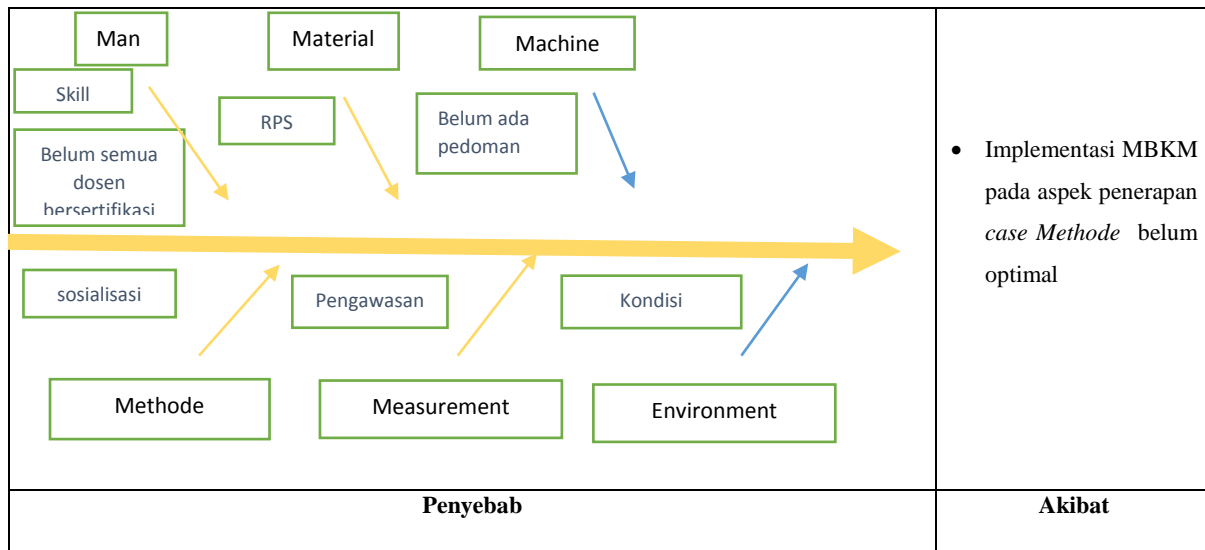 Man
Material
Machine
Skill
RPS
Belum ada
pedoman
Belum semua
dosen
bersertifikasi
sosialisasi
Pengawasan
Kondisi
Methode
Measurement
Environment
• Implementasi MBKM
pada aspek penerapan
case Methode belum
optimal
Penyebab
Akibat